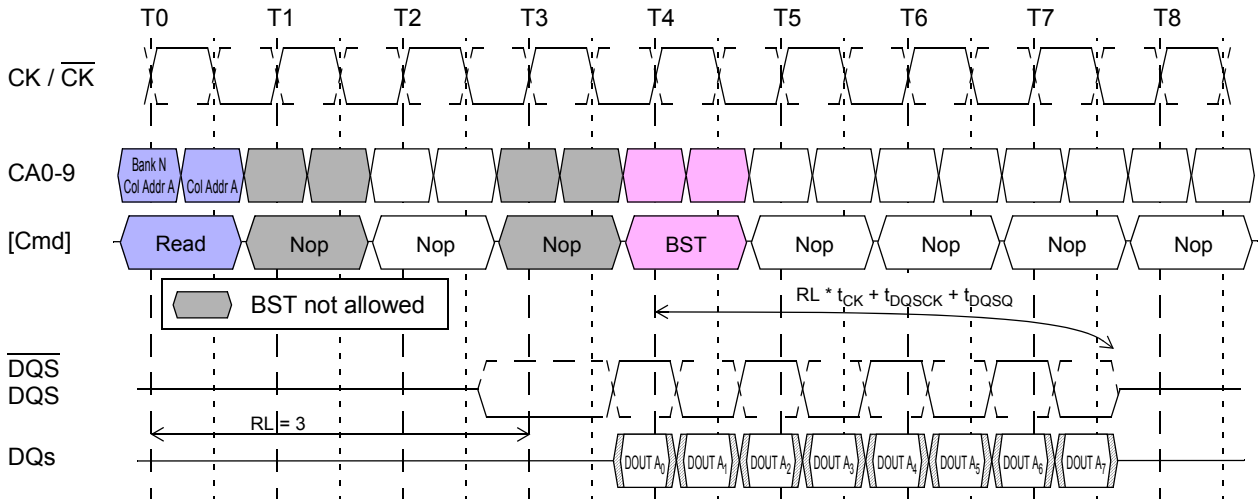 T0 T1 T2 T3 T4 T5 T6 T7 T8
CK / CK
CA0-9
Bank N
Col Addr A
Col Addr A
[Cmd]
Read Nop Nop Nop BST Nop Nop Nop Nop
BST not allowed
RL * tCK + tDQSCK + tDQSQ
DQS
DQS
RL = 3
DQs
DOUT A0 DOUT A1 DOUT A2 DOUT A3 DOUT A4 DOUT A5 DOUT A6 DOUT A7